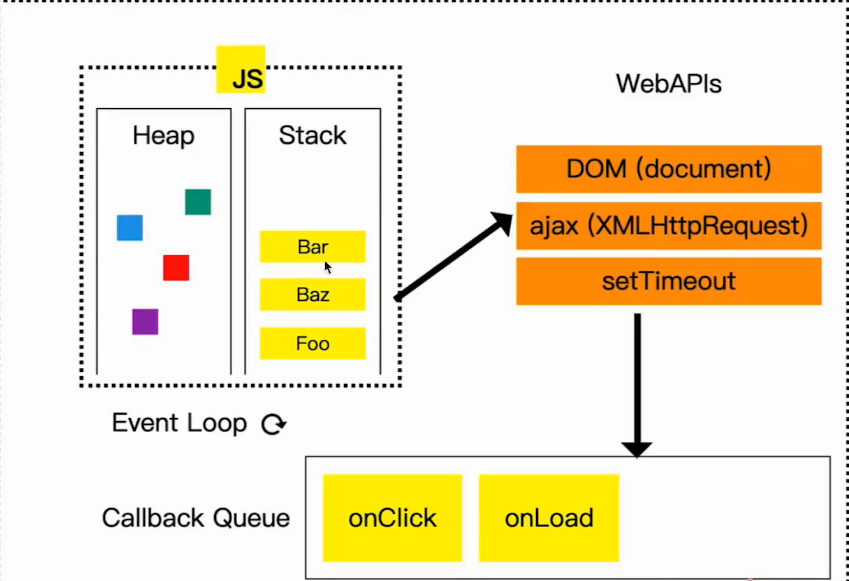 JS
Heap
Stack
Bar
Baz
Foo
WebAPIs
DOM (document)
ajax (XMLHttpRequest)
setTimeout
Event Loop
Callback Queue
onClick
onLoad